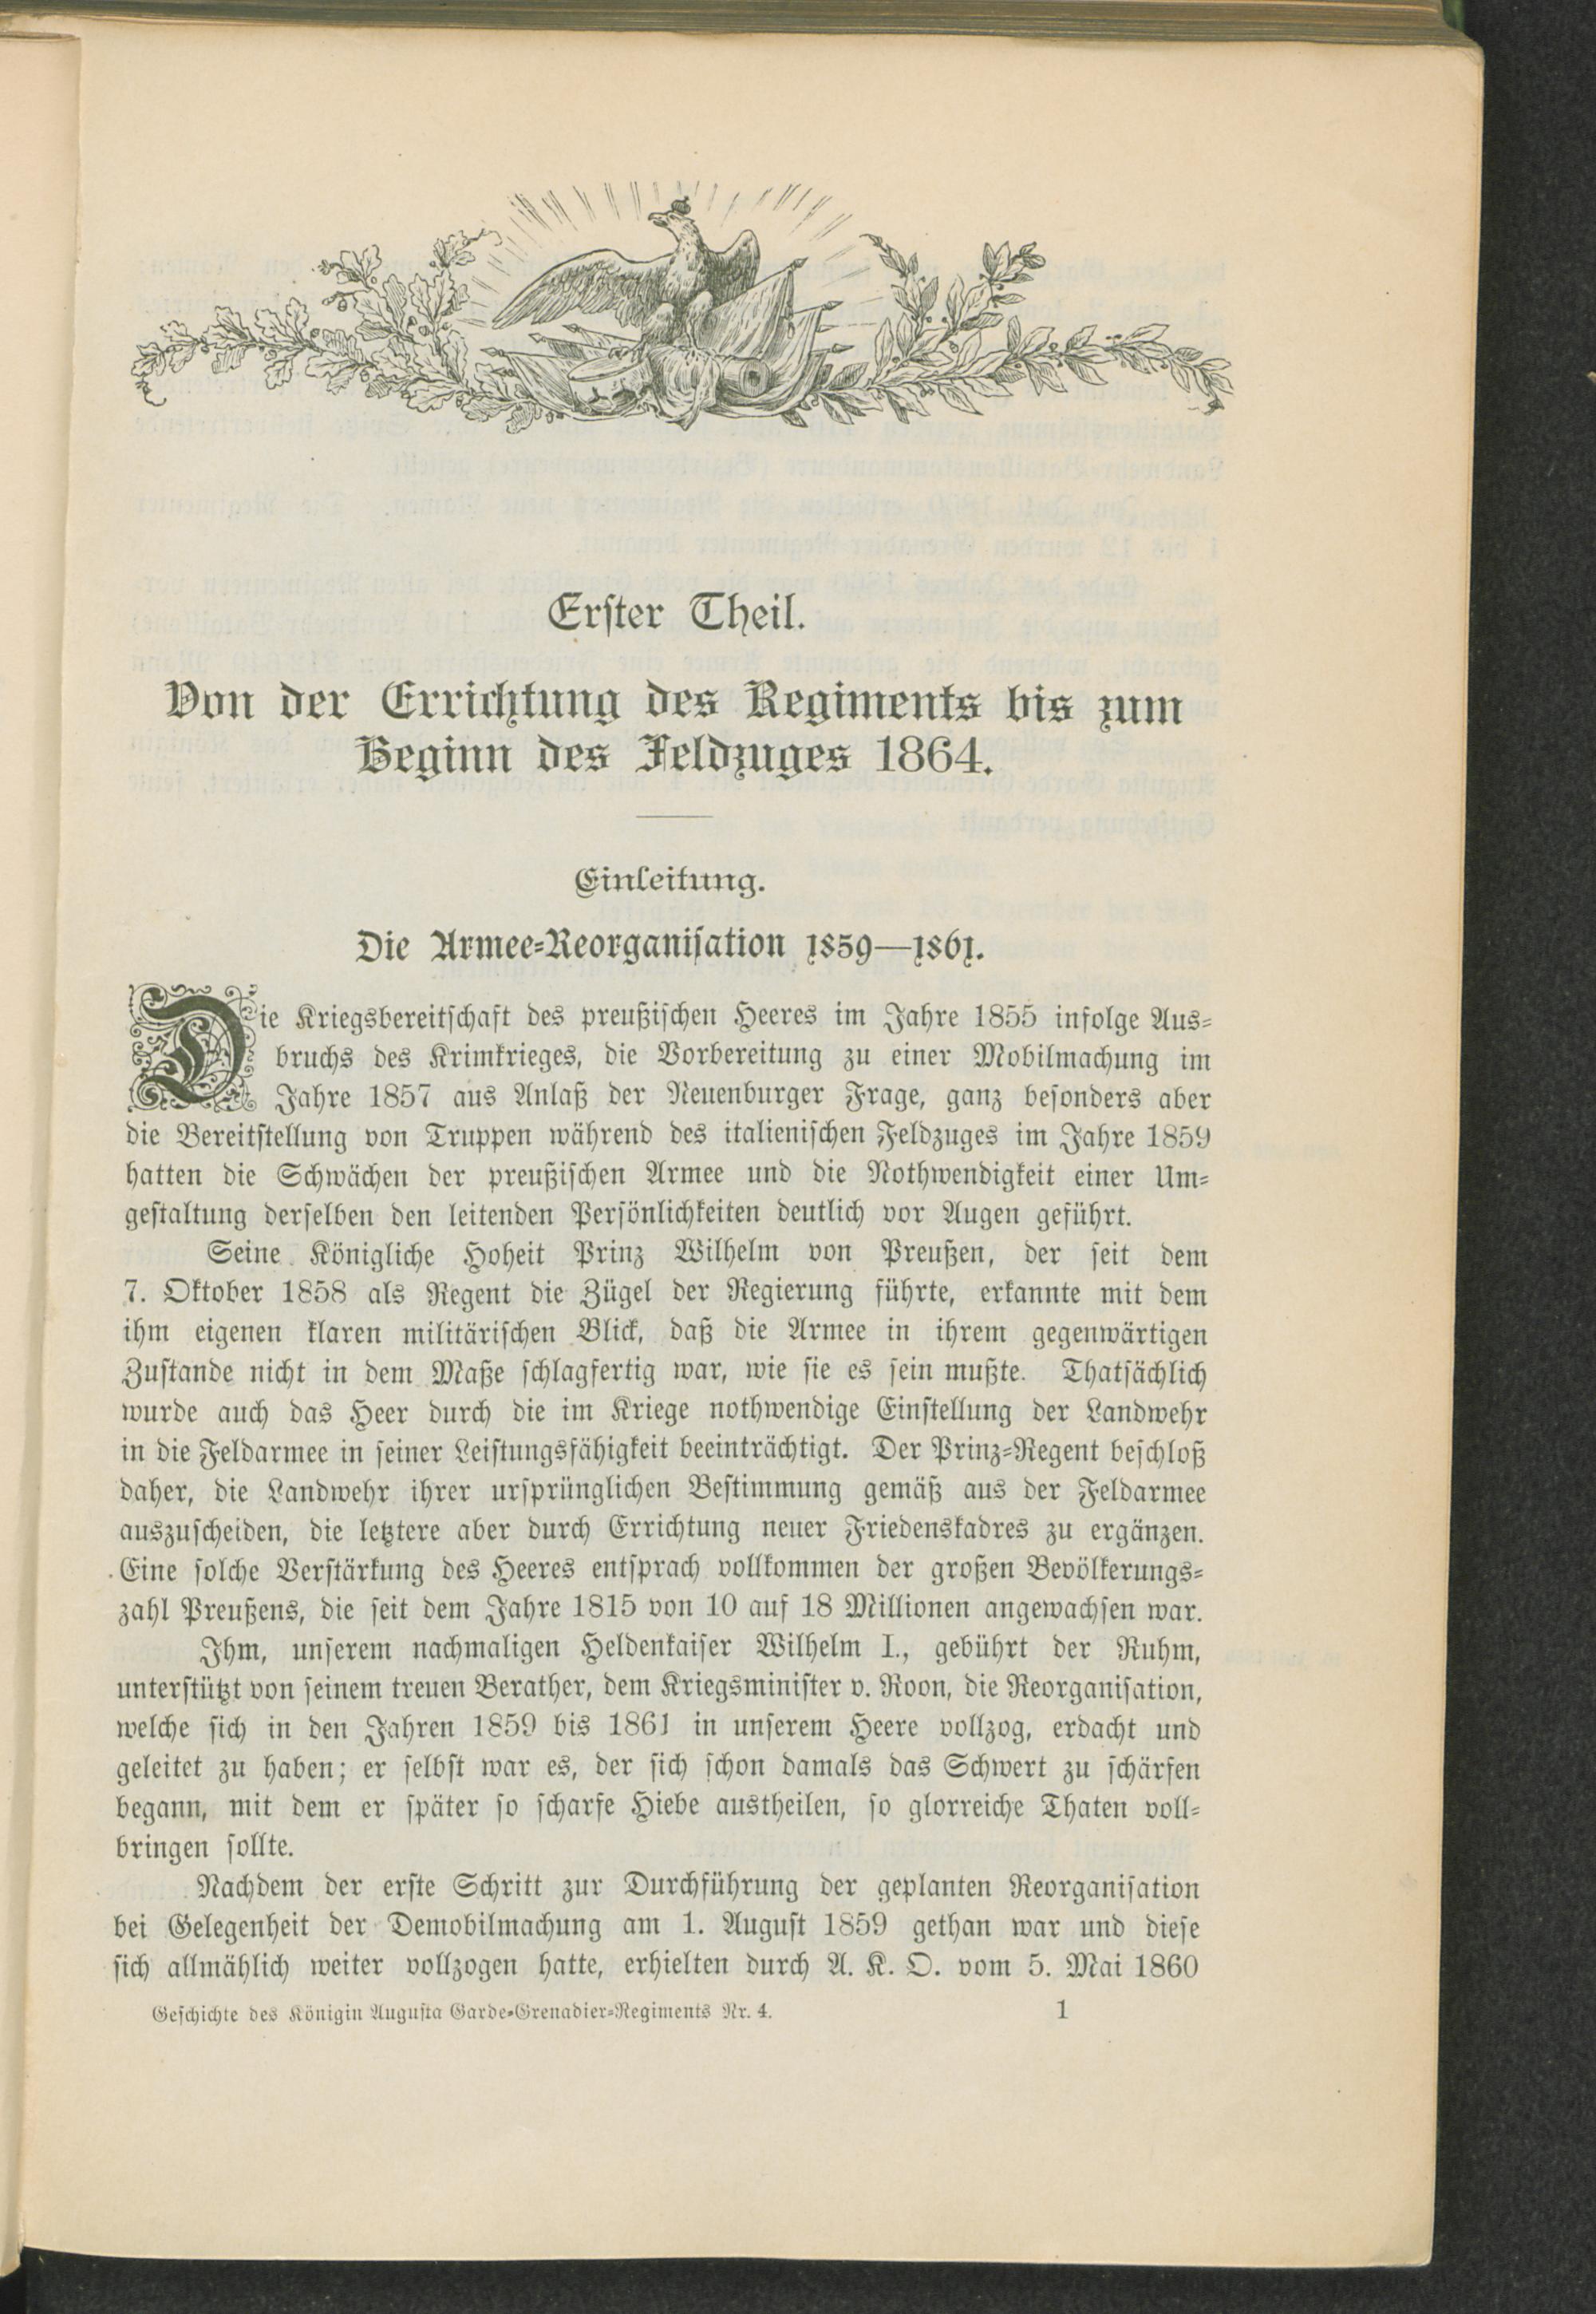 Erster Theil.
Von der Errichtung des Regiments bis zum
Beginn des Feldzuges 1864.
Einleitung.
Die Armee-Reorganisation 1859—1861.
Die Kriegsbereitschaft des preußischen Heeres im Jahre 1855 infolge Aus-
bruchs des Krimkrieges, die Vorbereitung zu einer Mobilmachung im
Jahre 1857 aus Anlaß der Neuenburger Frage, ganz besonders aber
die Bereitstellung von Truppen während des italienischen Feldzuges im Jahre 1859
hatten die Schwächen der preußischen Armee und die Nothwendigkeit einer Um-
gestaltung derselben den leitenden Persönlichkeiten deutlich vor Augen geführt.
Seine Königliche Hoheit Prinz Wilhelm von Preußen, der seit dem
7. Oktober 1858 als Regent die Zügel der Regierung führte, erkannte mit dem
ihm eigenen klaren militärischen Blick, daß die Armee in ihrem gegenwärtigen
Zustande nicht in dem Maße schlagfertig war, wie sie es sein mußte. Thatsächlich
wurde auch das Heer durch die im Kriege nothwendige Einstellung der Landwehr
in die Feldarmee in seiner Leistungsfähigkeit beeinträchtigt. Der Prinz-Regent beschloß
daher, die Landwehr ihrer ursprünglichen Bestimmung gemäß aus der Feldarmee
auszuscheiden, die letztere aber durch Errichtung neuer Friedenskadres zu ergänzen.
Eine solche Verstärkung des Heeres entsprach vollkommen der großen Bevölkerungs-
zahl Preußens, die seit dem Jahre 1815 von 10 auf 18 Millionen angewachsen war.
Ihm, unserem nachmaligen Heldenkaiser Wilhelm I., gebührt der Ruhm,
unterstützt von seinem treuen Berather, dem Kriegsminister v. Roon, die Reorganisation,
welche sich in den Jahren 1859 bis 1861 in unserem Heere vollzog, erdacht und
geleitet zu haben; er selbst war es, der sich schon damals das Schwert zu schärfen
begann, mit dem er später so scharfe Hiebe austheilen, so glorreiche Thaten voll-
bringen sollte.
Nachdem der erste Schritt zur Durchführung der geplanten Reorganisation
bei Gelegenheit der Demobilmachung am 1. August 1859 gethan war und diese
sich allmählich weiter vollzogen hatte, erhielten durch A. K. O. vom 5. Mai 1860
Geschichte des Königin Augusta Garde-Grenadier-Regiments Nr. 4. 1